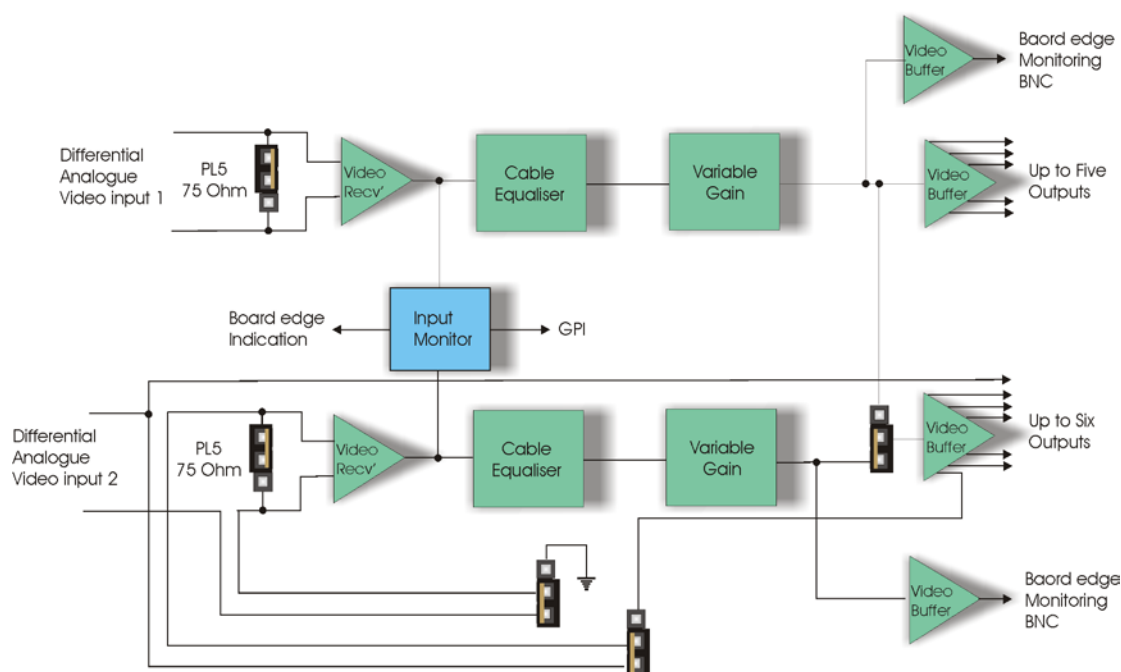 Video
Buffer
Baord edge
Monitoring
BNC
Differential
Analogue
Video input 1
PL5
75 Ohm
Video
Recv'
Cable
Equaliser
Variable
Gain
Video
Buffer
Up to Five
Outputs
Board edge
Indication
Input
Monitor
GPI
Differential
Analogue
Video input 2
PL5
75 Ohm
Video
Recv'
Cable
Equaliser
Variable
Gain
Video
Buffer
Up to Six
Outputs
Video
Buffer
Baord edge
Monitoring
BNC